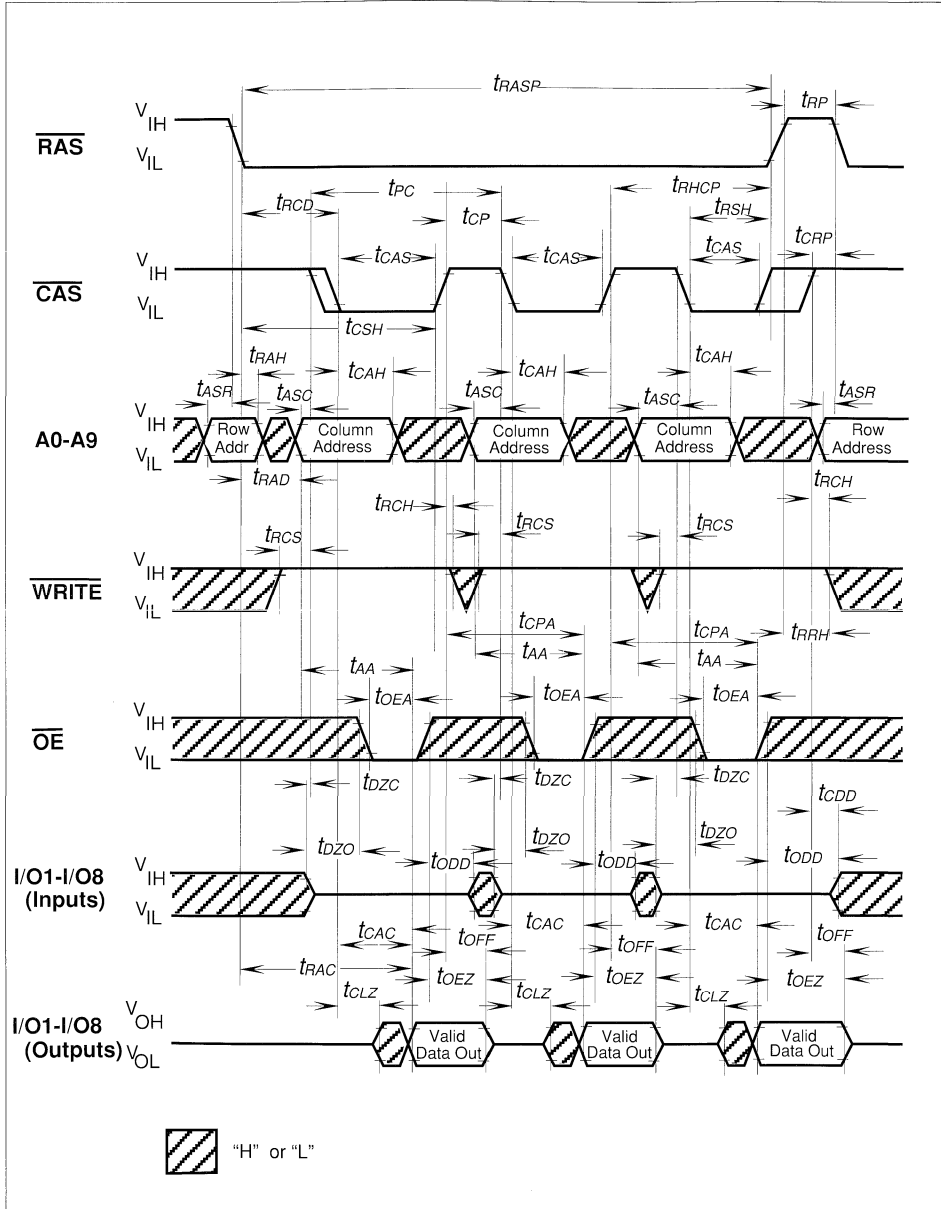 tRASP
tRP
VIH
RAS
VIL
tPC
tRHCP
tRCD
tCP
tRSH
tCAS
tCAS
tCAS
tCRP
VIH
CAS
VIL
tCSH
tRAH
tCAH
tCAH
tCAH
tASR
tASC
tASC
tASC
tASR
VIH
A0-A9
VIL
Row Addr
Column Address
Column Address
Column Address
Row Address
tRAD
tRCH
tRCH
tRCS
tRCS
tRCS
VIH
WRITE
VIL
tCPA
tCPA
tRRH
tAA
tAA
tAA
tOEA
tOEA
tOEA
VIH
OE
VIL
tDZC
tDZC
tDZC
tCDD
tDZO
tDZO
tDZO
tODD
tODD
tODD
I/O1-I/O8
(Inputs)
VIH
VIL
tCAC
tOFF
tCAC
tOFF
tCAC
tOFF
tRAC
tOEZ
tOEZ
tOEZ
tCLZ
tCLZ
tCLZ
I/O1-I/O8
(Outputs)
VOH
VOL
Valid Data Out
Valid Data Out
Valid Data Out
"H" or "L"